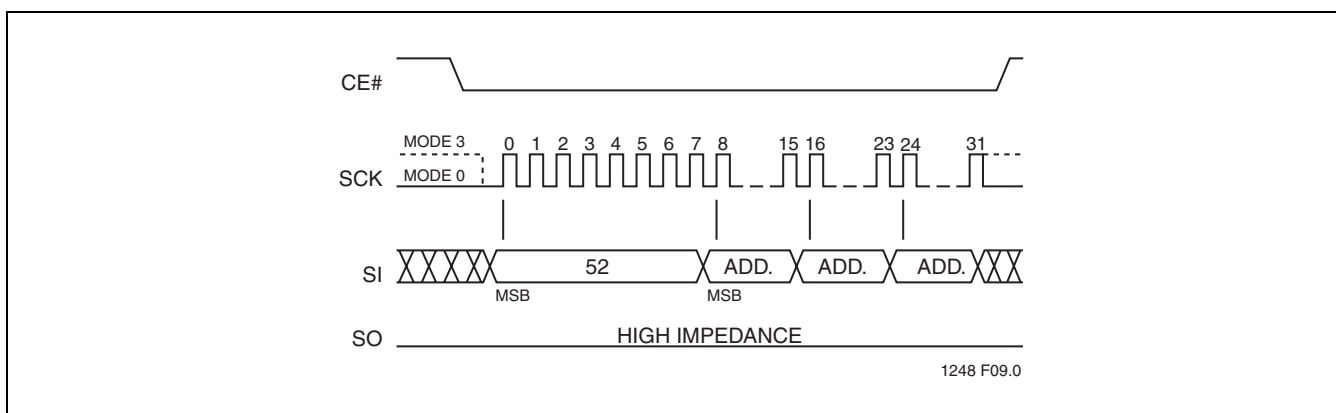 CE#
MODE 3
0 1 2 3 4 5 6 7 8 15 16 23 24 31
SCK
MODE 0
SI
52 ADD. ADD. ADD.
MSB MSB
SO
HIGH IMPEDANCE
1248 F09.0